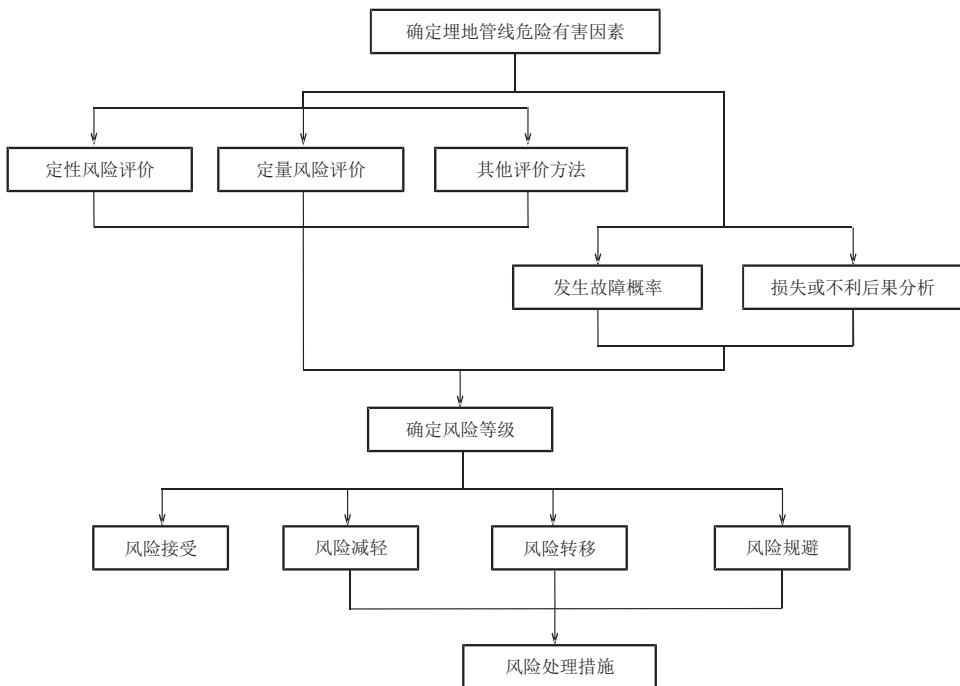 确定埋地管线危险有害因素
定性风险评价
定量风险评价
其他评价方法
发生故障概率
损失或不利后果分析
确定风险等级
风险接受
风险减轻
风险转移
风险规避
风险处理措施